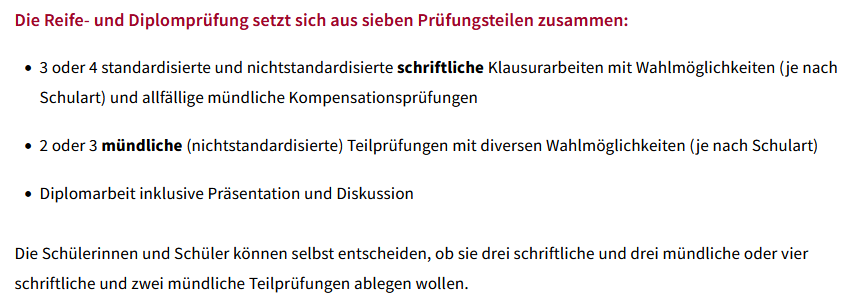 Die Reife- und Diplomprüfung setzt sich aus sieben Prüfungsteilen zusammen:
• 3 oder 4 standardisierte und nichtstandardisierte schriftliche Klausurarbeiten mit Wahlmöglichkeiten (je nach
Schulart) und allfällige mündliche Kompensationsprüfungen
• 2 oder 3 mündliche (nichtstandardisierte) Teilprüfungen mit diversen Wahlmöglichkeiten (je nach Schulart)
• Diplomarbeit inklusive Präsentation und Diskussion
Die Schülerinnen und Schüler können selbst entscheiden, ob sie drei schriftliche und drei mündliche oder vier
schriftliche und zwei mündliche Teilprüfungen ablegen wollen.